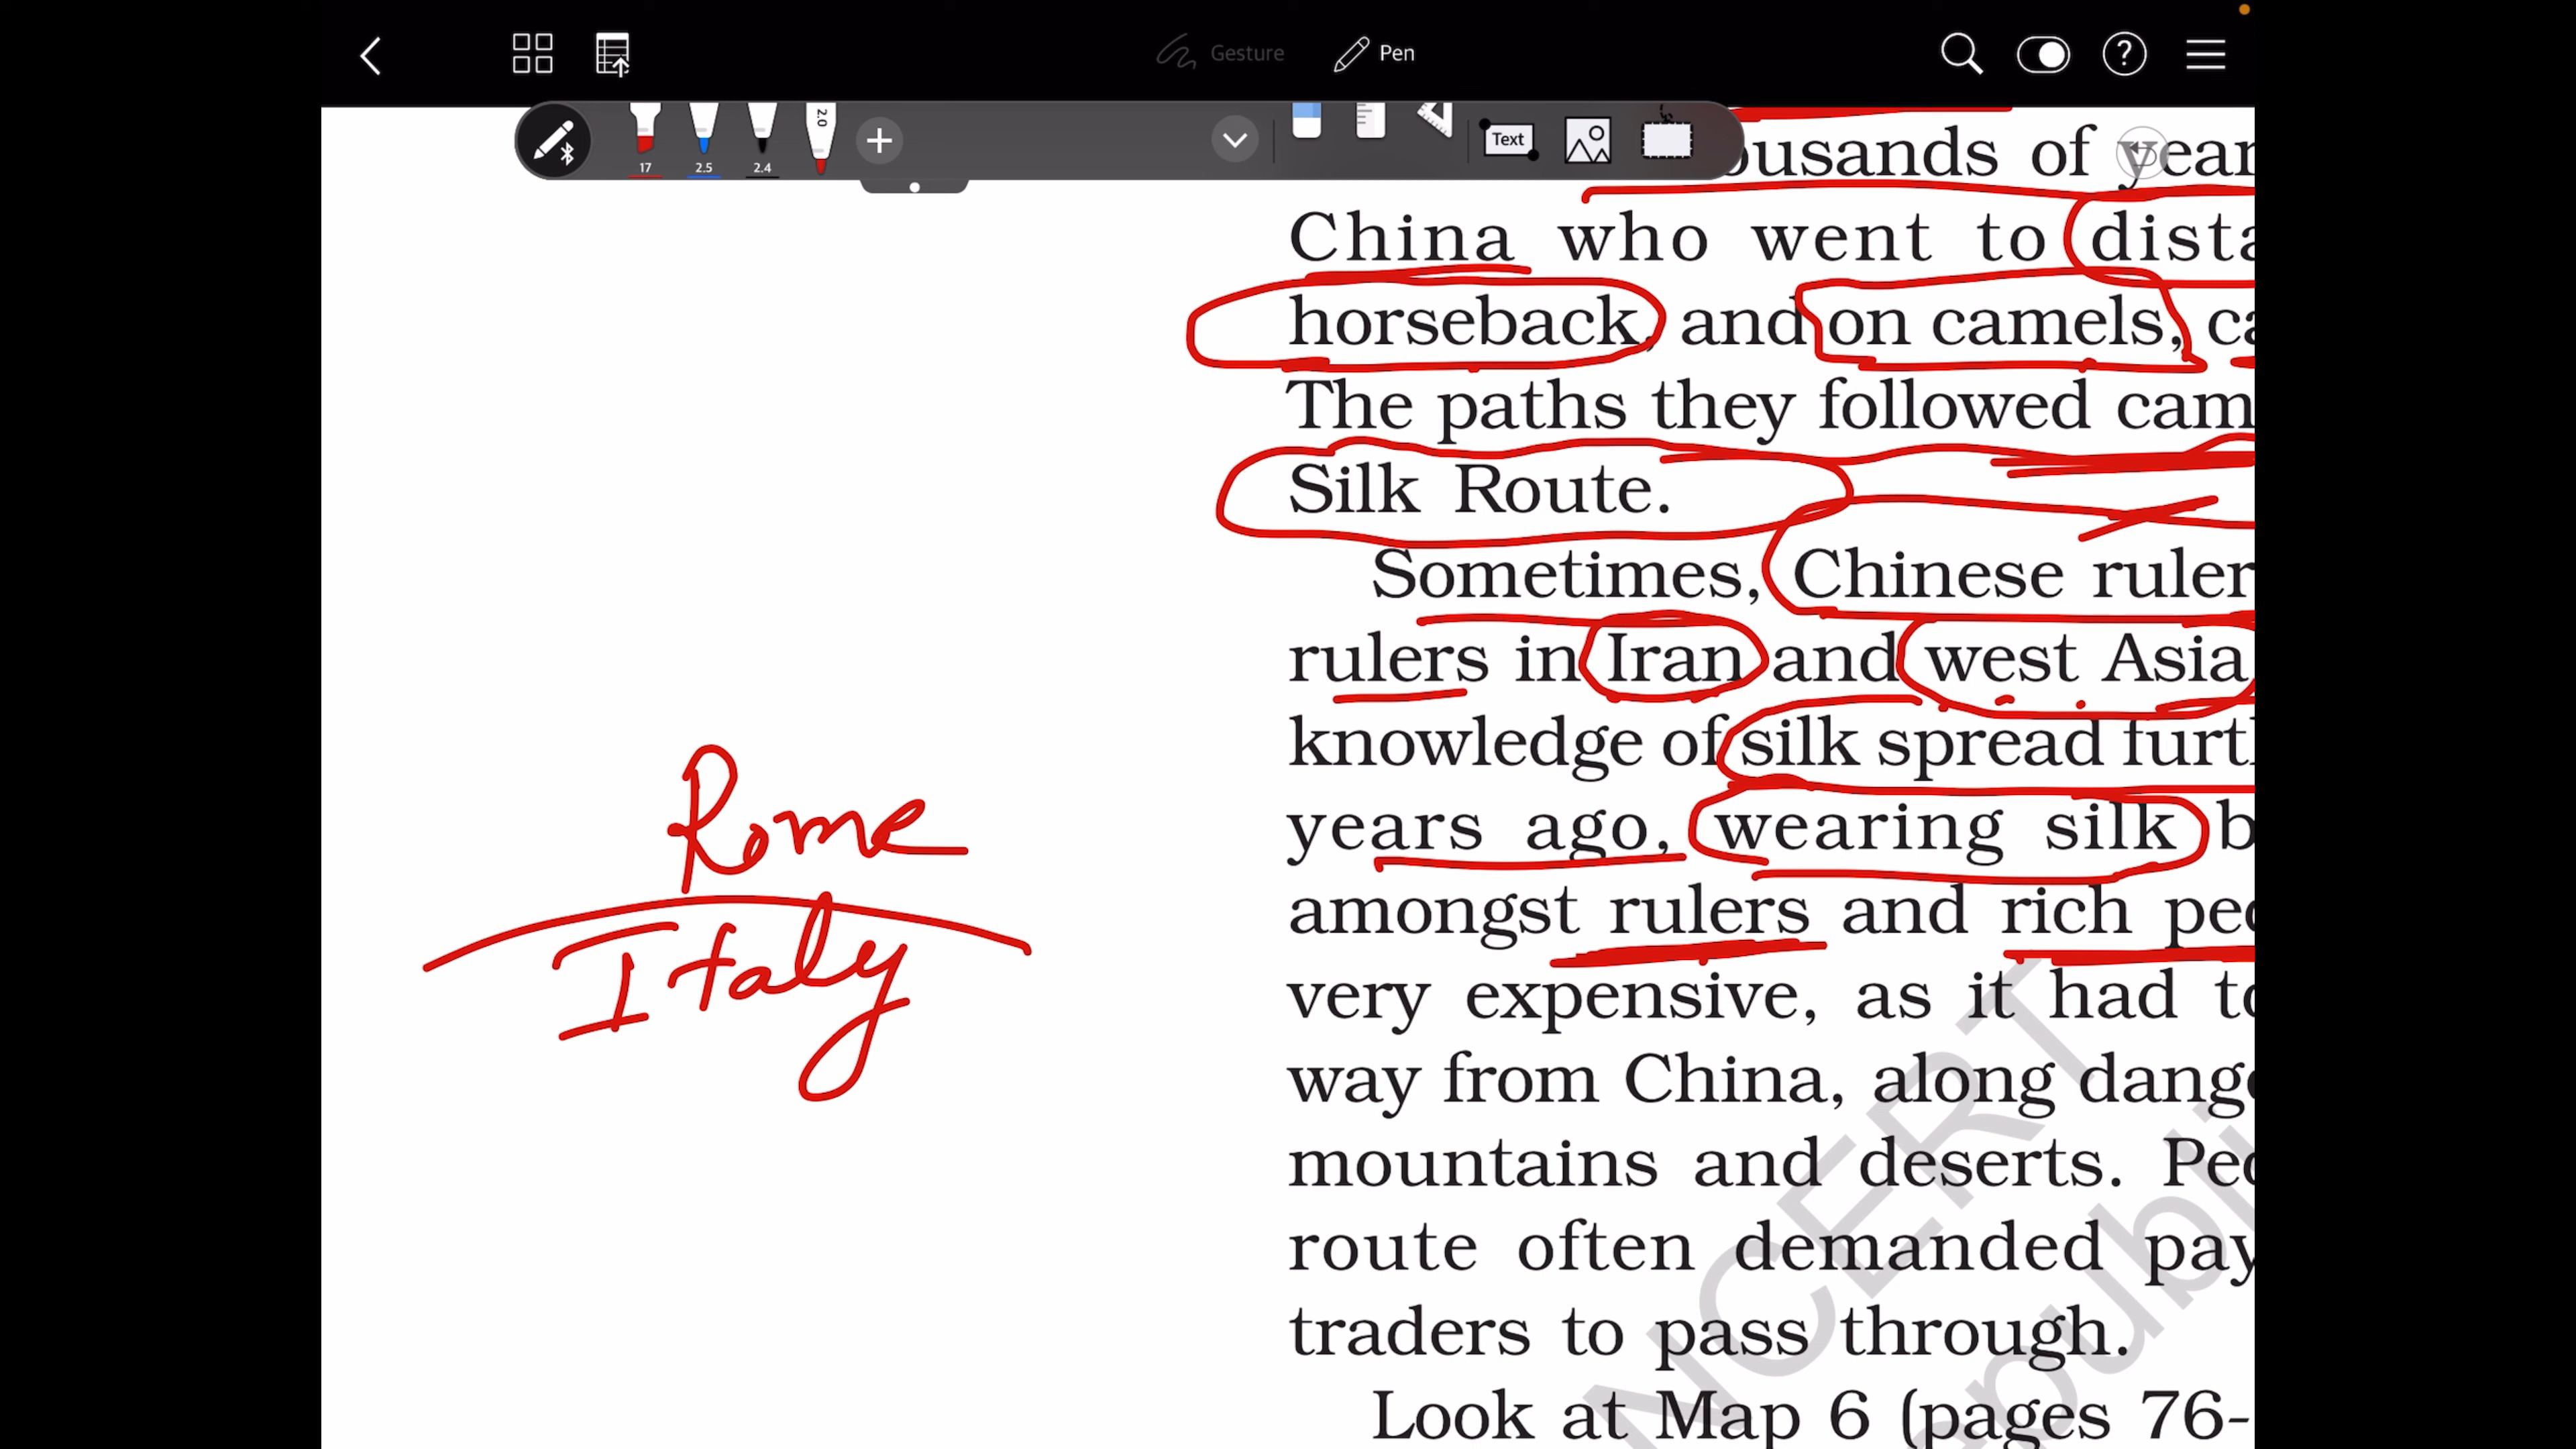 Gesture
Pen
17
2.5
2.4
2.0
Text
of
China who went to
horseback, and on camels,
The paths they followed
Silk Route.
Sometimes, Chinese
rulers in Iran and west Asia
knowledge of silk spread
years ago, wearing silk
amongst rulers and rich
very expensive, as it had
way from China, along
mountains and deserts.
route often demanded
traders to pass through.
Look at Map 6 (pages 76-
Rome
Italy
NCERT